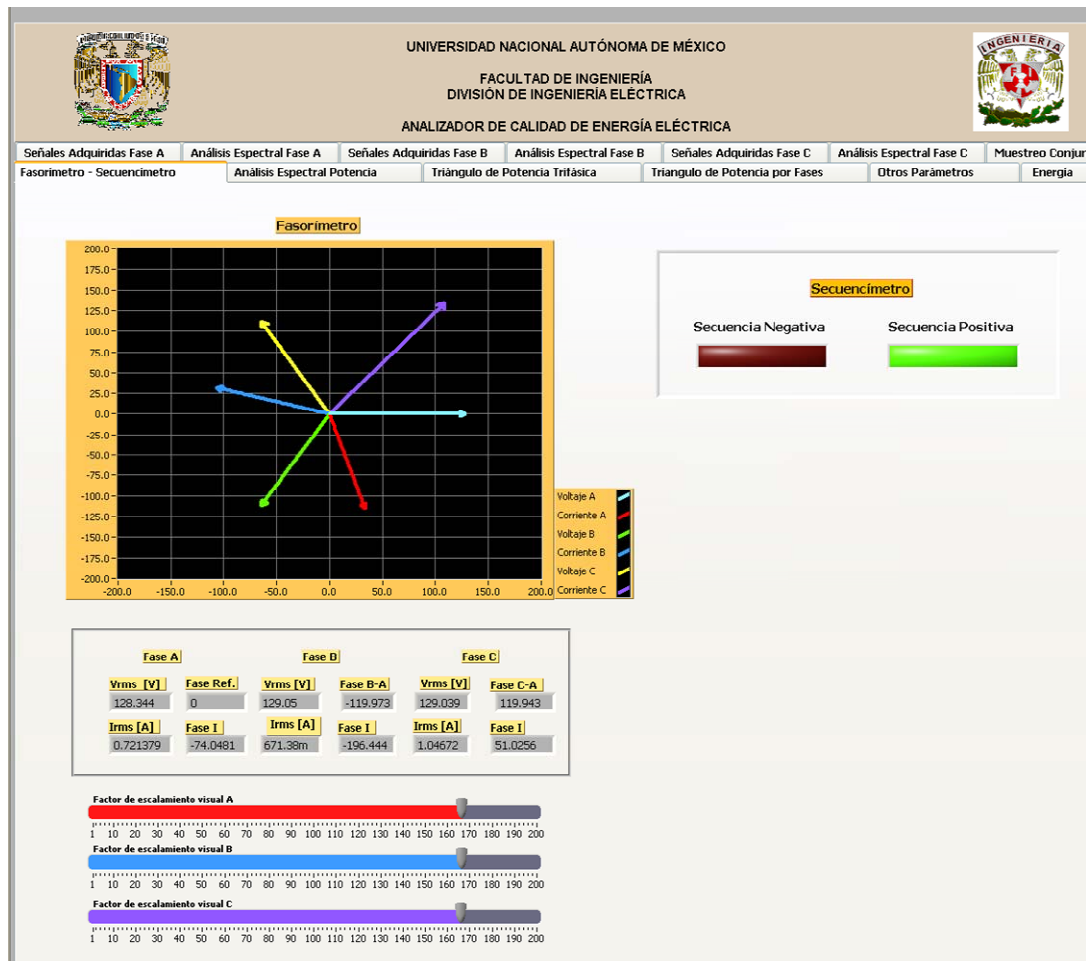 UNIVERSIDAD NACIONAL AUTÓNOMA DE MÉXICO
INGENIERIA
FACULTAD DE INGENIERÍA
DIVISIÓN DE INGENIERÍA ELÉCTRICA
ANALIZADOR DE CALIDAD DE ENERGÍA ELÉCTRICA
Señales Adquiridas Fase A Análisis Espectral Fase A Señales Adquiridas Fase B Análisis Espectral Fase B Señales Adquiridas Fase C Análisis Espectral Fase C Muestreo Conjun
Fasorimetro - Secuencimetro Anàlisis Espectral Potencia Triàngulo de Potencia Trifàsica Triangulo de Potencia por Fases Otros Paràmetros Energìa
Fasorímetro
200.0
175.0
150.0
125.0
100.0
75.0
50.0
25.0
0.0
-25.0
-50.0
-75.0
-100.0
-125.0
-150.0
-175.0
-200.0
-200.0 -150.0 -100.0 -50.0 0.0 50.0 100.0 150.0 200.0
Voltaje A
Corriente A
Voltaje B
Corriente B
Voltaje C
Corriente C
Secuencímetro
Secuencia Negativa Secuencia Positiva
Fase A Fase B Fase C
Vrms [V] Fase Ref. Vrms [V] Fase B-A Vrms [V] Fase C-A
128.344 0 129.05 -119.973 129.039 119.943
Irms [A] Fase I Irms [A] Fase I Irms [A] Fase I
0.721379 -74.0481 671.38m -196.444 1.04672 51.0256
Factor de escalamiento visual A
1 10 20 30 40 50 60 70 80 90 100 110 120 130 140 150 160 170 180 190 200
Factor de escalamiento visual B
1 10 20 30 40 50 60 70 80 90 100 110 120 130 140 150 160 170 180 190 200
Factor de escalamiento visual C
1 10 20 30 40 50 60 70 80 90 100 110 120 130 140 150 160 170 180 190 200